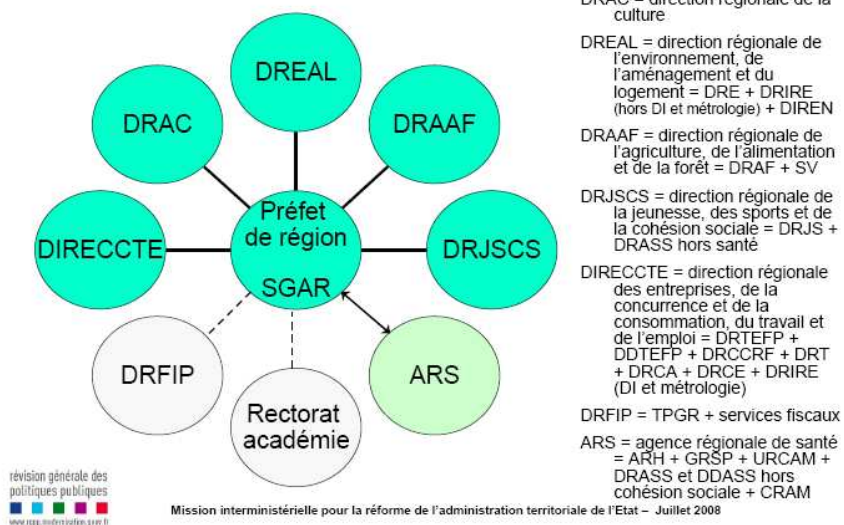 DREAL
DRAC
DRAAF
DIRECCTE
Préfet
de région
SGAR
DRJSCS
DRFIP
Rectorat
académie
ARS
DRAC = direction régionale de la
culture
DREAL = direction régionale de
l'environnement, de
l'aménagement et du
logement = DRE + DRIRE
(hors DI et métrologie) + DIREN
DRAAF = direction régionale de
l'agriculture, de l'alimentation
et de la forêt = DRAF + SV
DRJSCS = direction régionale de
la jeunesse, des sports et de
la cohésion sociale = DRJS +
DRASS hors santé
DIRECCTE = direction régionale
des entreprises, de la
concurrence et de la
consommation, du travail et
de l'emploi = DRTEFP +
DDTEFP + DRCCRF + DRT
+ DRCA + DRCE + DRIRE
(DI et métrologie)
DRFIP = TPGR + services fiscaux
ARS = agence régionale de santé
= ARH + GRSP + URCAM +
DRASS et DDASS hors
cohésion sociale + CRAM
révision générale des
politiques publiques
Mission interministérielle pour la réforme de l'administration territoriale de l'Etat – Juillet 2008